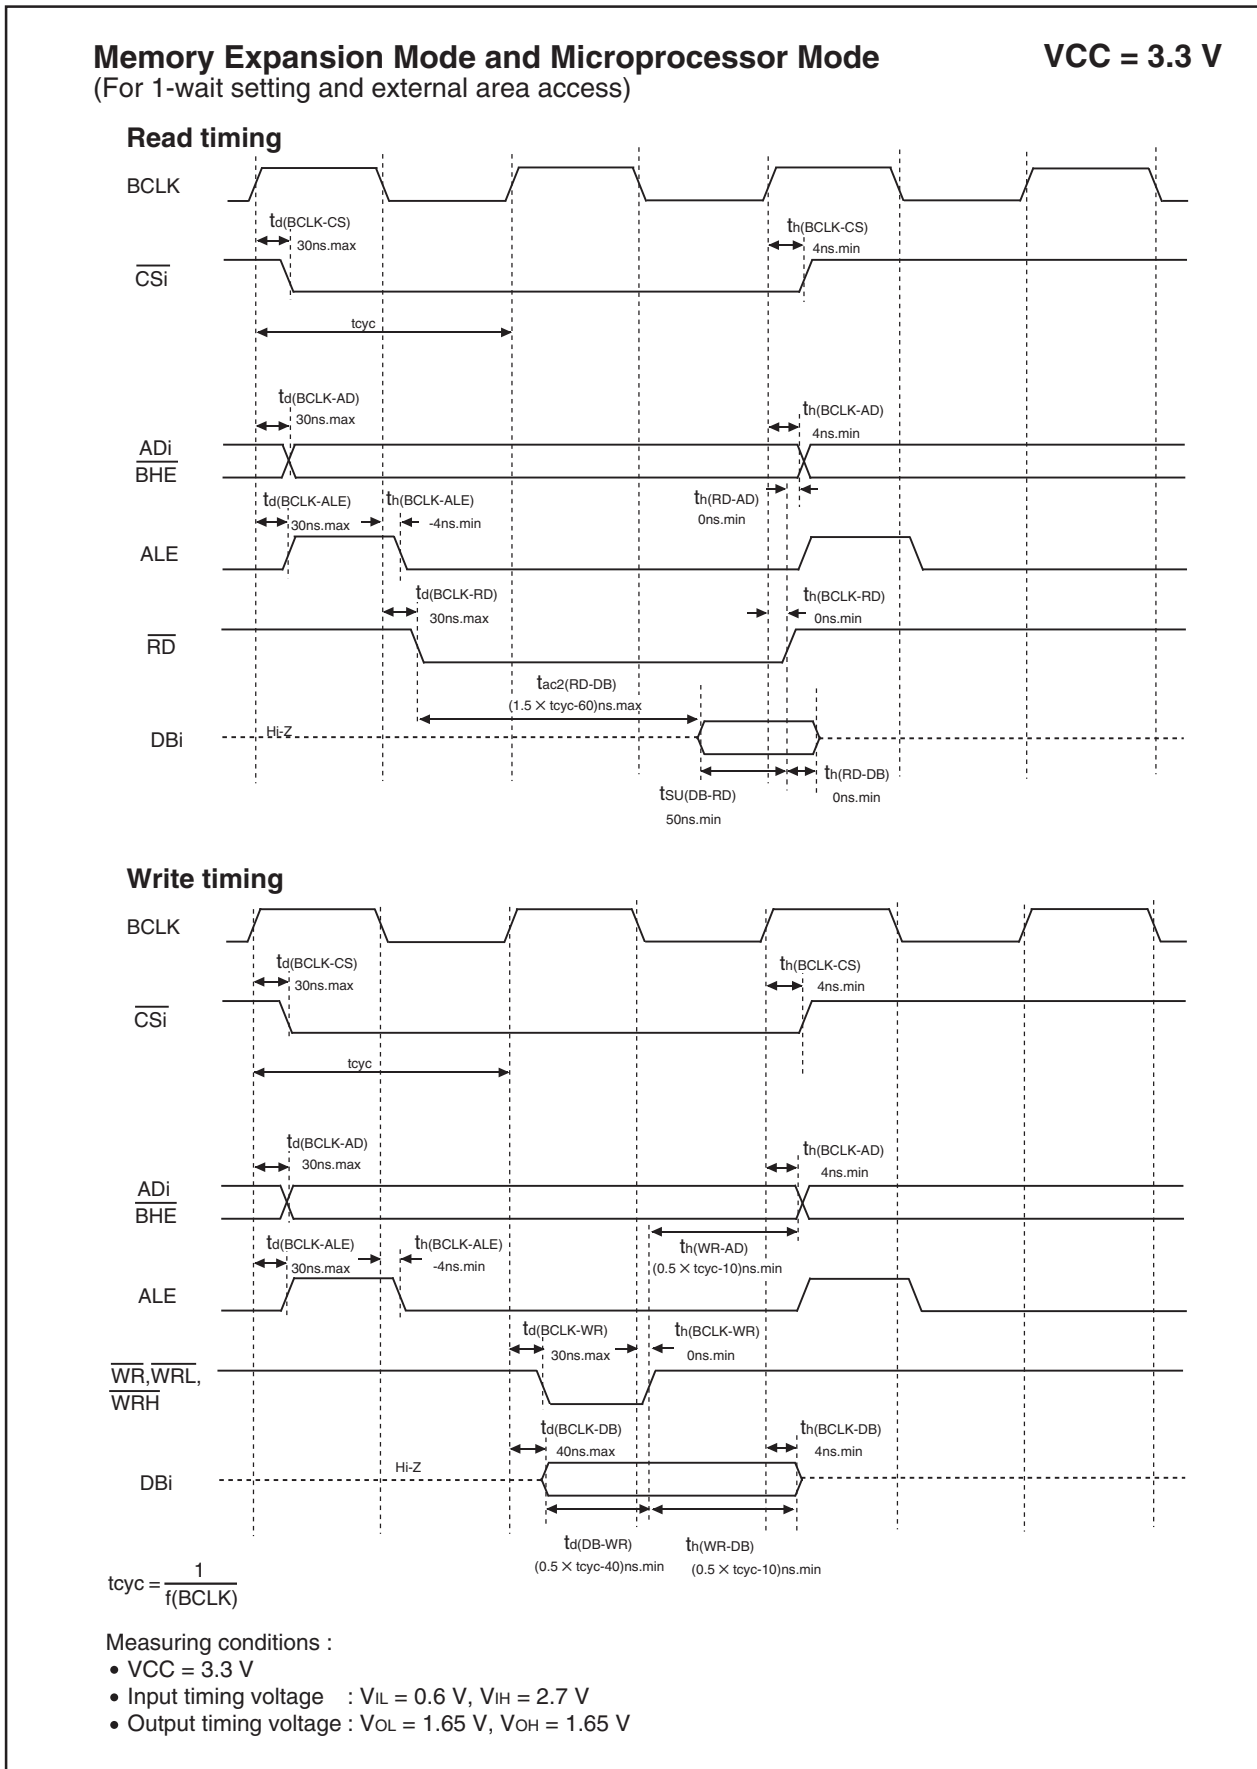 Memory Expansion Mode and Microprocessor Mode VCC = 3.3 V
(For 1-wait setting and external area access)
Read timing
BCLK
td(BCLK-CS)
30ns.max
th(BCLK-CS)
4ns.min
CSi
tcyc
td(BCLK-AD)
30ns.max
th(BCLK-AD)
4ns.min
ADi
BHE
td(BCLK-ALE)
30ns.max
th(BCLK-ALE)
-4ns.min
th(RD-AD)
0ns.min
ALE
td(BCLK-RD)
30ns.max
th(BCLK-RD)
0ns.min
RD
tac2(RD-DB)
(1.5 × tcyc-60)ns.max
DBi
Hi-Z
tSU(DB-RD)
50ns.min
th(RD-DB)
0ns.min
Write timing
BCLK
td(BCLK-CS)
30ns.max
th(BCLK-CS)
4ns.min
CSi
tcyc
td(BCLK-AD)
30ns.max
th(BCLK-AD)
4ns.min
ADi
BHE
td(BCLK-ALE)
30ns.max
th(BCLK-ALE)
-4ns.min
th(WR-AD)
(0.5 × tcyc-10)ns.min
ALE
td(BCLK-WR)
30ns.max
th(BCLK-WR)
0ns.min
WR,WRL,
WRH
td(BCLK-DB)
40ns.max
th(BCLK-DB)
4ns.min
DBi
Hi-Z
td(DB-WR)
(0.5 × tcyc-40)ns.min
th(WR-DB)
(0.5 × tcyc-10)ns.min
tcyc = 1
f(BCLK)
Measuring conditions :
• VCC = 3.3 V
• Input timing voltage : VIL = 0.6 V, VIH = 2.7 V
• Output timing voltage : VOL = 1.65 V, VOH = 1.65 V